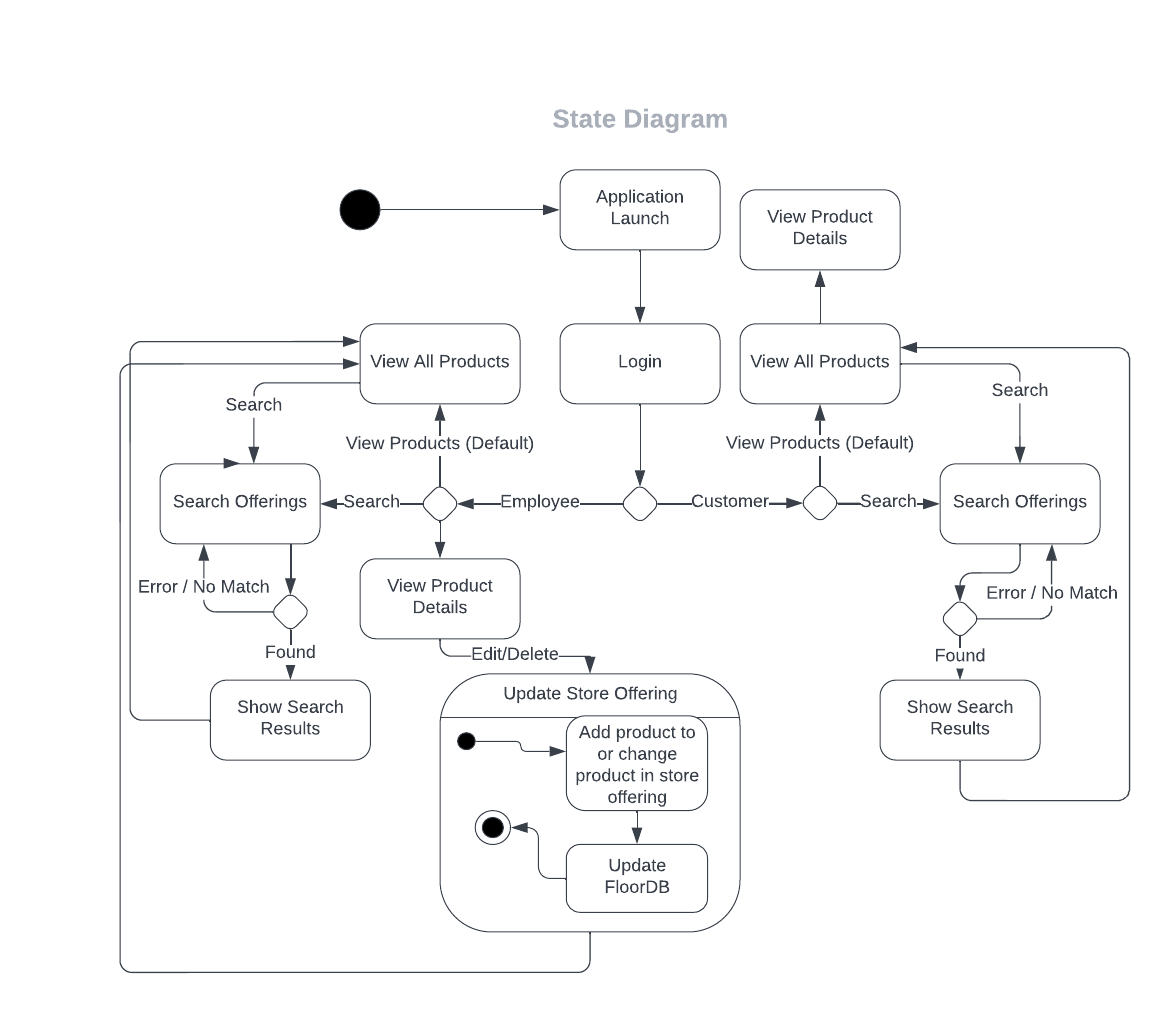 State Diagram
Application
Launch
View Product
Details
View All Products
Login
View All Products
Search
Search
View Products (Default)
View Products (Default)
Search Offerings
Search
Employee
Customer
Search
Search Offerings
Error / No Match
View Product
Details
Error / No Match
Found
Edit/Delete
Found
Show Search
Results
Update Store Offering
Show Search
Results
Add product to
or change
product in store
offering
Update
FloorDB